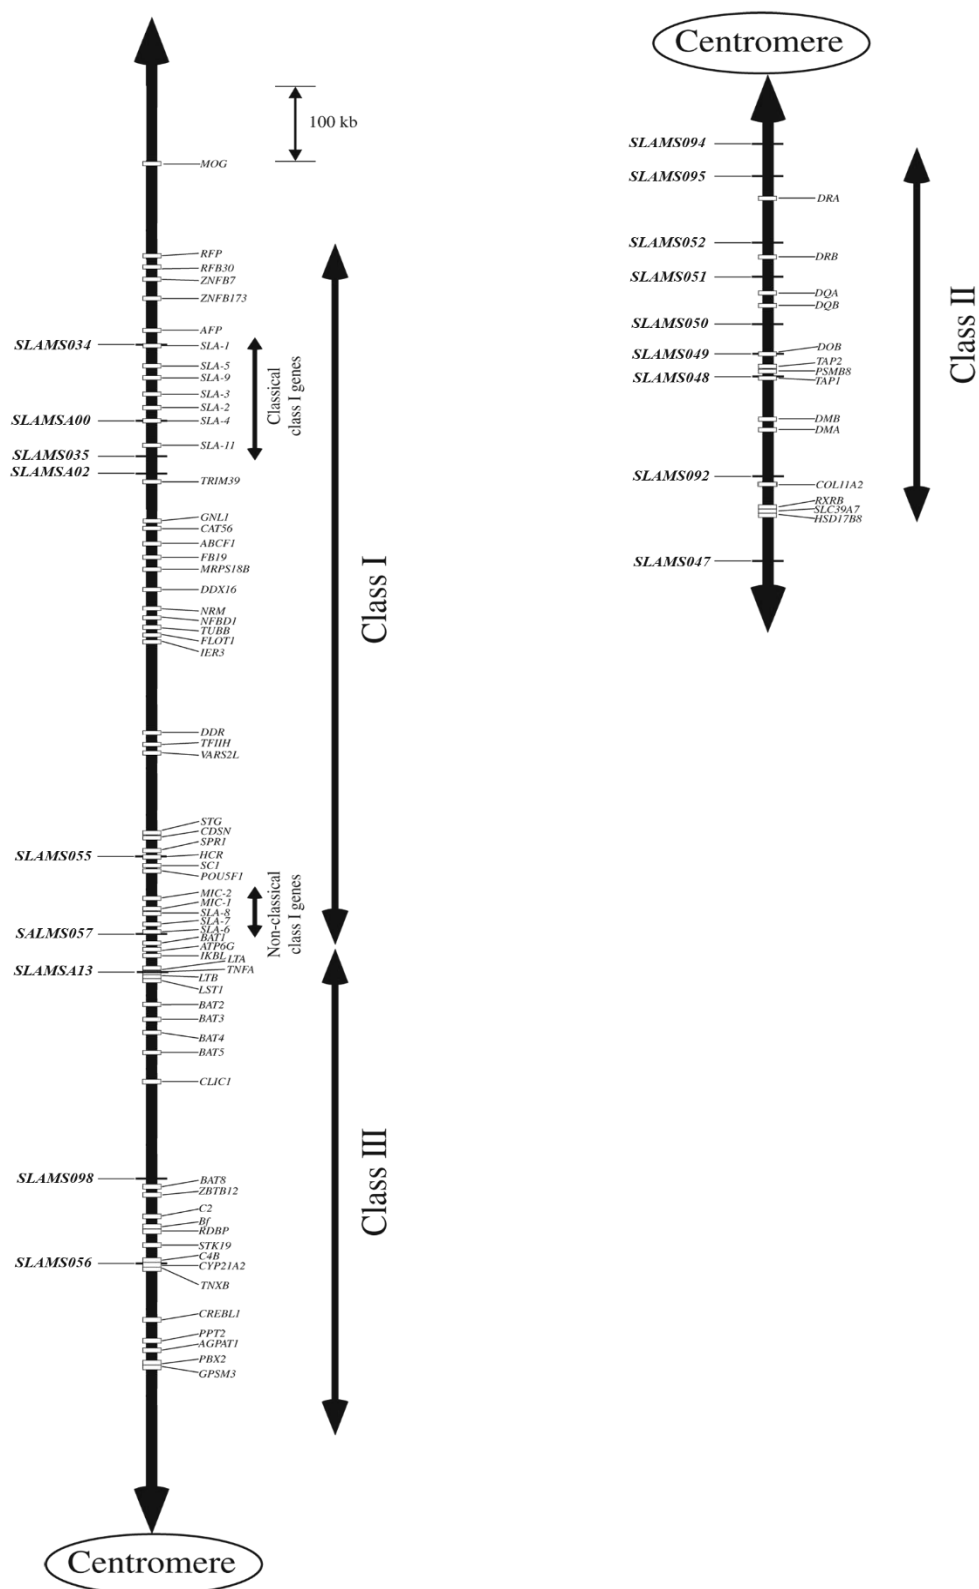 100 kb
MOG
RFP
RFB30
ZNFB7
ZNFB173
AFP
SLAMS034
SLA-1
SLA-5
SLA-9
SLA-3
SLA-2
SLAMSA00
SLA-4
SLA-11
SLAMS035
SLAMSA02
TRIM39
Classical
class I genes
GNL1
CAT56
ABCF1
FB19
MRPS18B
DDX16
NRM
NFBD1
TUBB
FLOT1
IER3
Class I
DDR
TFIIH
VARS2L
STG
CDSN
SPR1
SLAMS055
HCR
SC1
POU5F1
MIC-2
MIC-1
SLA-8
SLA-7
SLA-6
SALMS057
BAT1
ATP6G
IKBL
LTA
Non-classical
class I genes
SLAMSA13
TNFA
LTB
LST1
BAT2
BAT3
BAT4
BAT5
CLIC1
Class III
SLAMS098
BAT8
ZBTB12
C2
Bf
RDBP
STK19
C4B
SLAMS056
CYP21A2
TNXB
CREBL1
PPT2
AGPAT1
PBX2
GPSM3
Centromere
Centromere
SLAMS094
SLAMS095
DRA
SLAMS052
DRB
SLAMS051
DQA
DQB
SLAMS050
DOB
SLAMS049
TAP2
PSMB8
SLAMS048
TAP1
DMB
DMA
SLAMS092
COL11A2
RXRB
SLC39A7
HSD17B8
SLAMS047
Class II